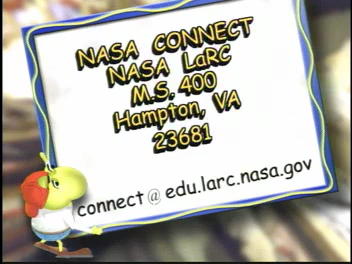 NASA CONNECT
NASA LaRC
M.S. 400
Hampton, VA
23681
connect@edu.larc.nasa.gov